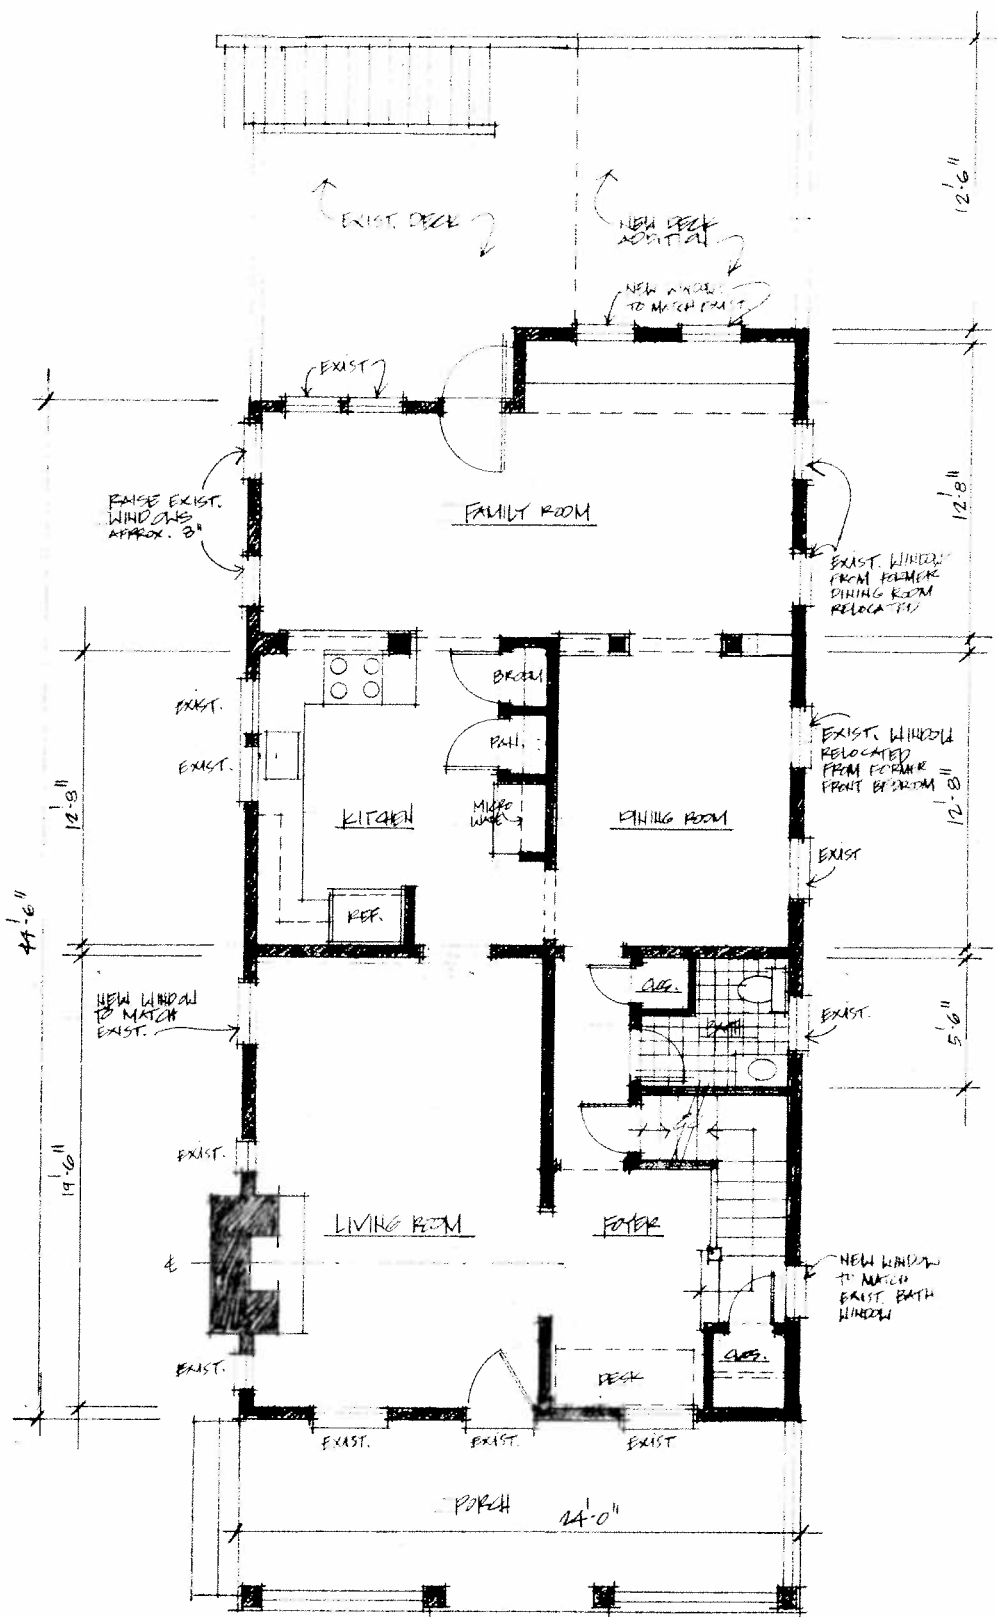 12'-6"
EXIST. DECK
NEW DECK
ADDITION
NEW WINDOWS
TO MATCH EXIST.
EXIST
RAISE EXIST.
WINDOWS
APPROX. 8"
FAMILY ROOM
12'-8"
EXIST. WINDOW
FROM FORMER
DINING ROOM
RELOCATED
BROOM
EXIST.
PAN.
EXIST.
EXIST. WINDOW
RELOCATED
FROM FORMER
FRONT BEDROOM
12'-8"
KITCHEN
MICRO
WAVE
DINING ROOM
12'-8"
EXIST
REF.
44'-6"
NEW WINDOW
TO MATCH
EXIST.
CLOS.
BATH
EXIST.
5'-6"
EXIST.
19'-6"
LIVING ROOM
FOYER
NEW WINDOW
TO MATCH
EXIST. BATH
WINDOW
EXIST.
CLOS.
DESK
EXIST.
EXIST.
EXIST
PORCH
24'-0"